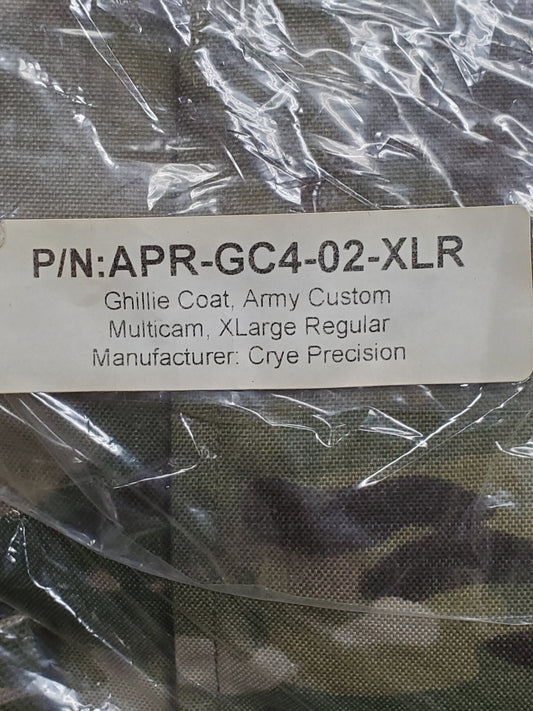 P/N:APR-GC4-02-XLR
Ghillie Coat, Army Custom
Multicam, XLarge Regular
Manufacturer: Crye Precision